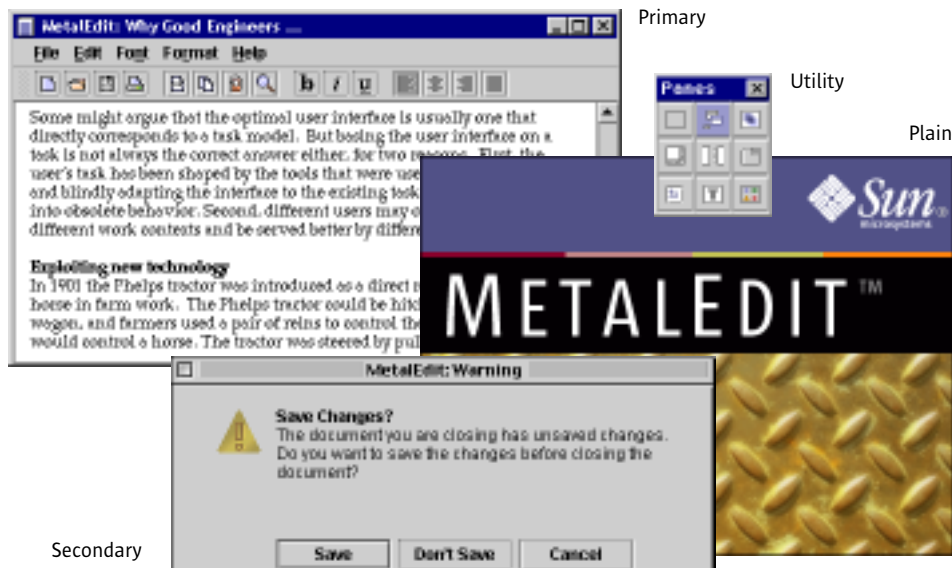 Primary
MetalEdit: Why Good Engineers ...
File Edit Font Format Help
b i u
Some might argue that the optimal user interface is usually one that
directly corresponds to a task model. But basing the user interface on a
task is not always the correct answer either, for two reasons. First, the
user's task has been shaped by the tools that were use
and blindly adapting the interface to the existing task
into obsolete behavior. Second, different users may
different work contexts and be served better by differe
Exploiting new technology
In 1901 the Phelps tractor was introduced as a direct
horse in farm work. The Phelps tractor could be hitc
wagon, and farmers used a pair of reins to control the
would control a horse. The tractor was steered by pul
Panes
Utility
Plain
Sun
microsystems
METALEDIT™
MetalEdit: Warning
Save Changes?
The document you are closing has unsaved changes.
Do you want to save the changes before closing the
document?
Save Don't Save Cancel
Secondary